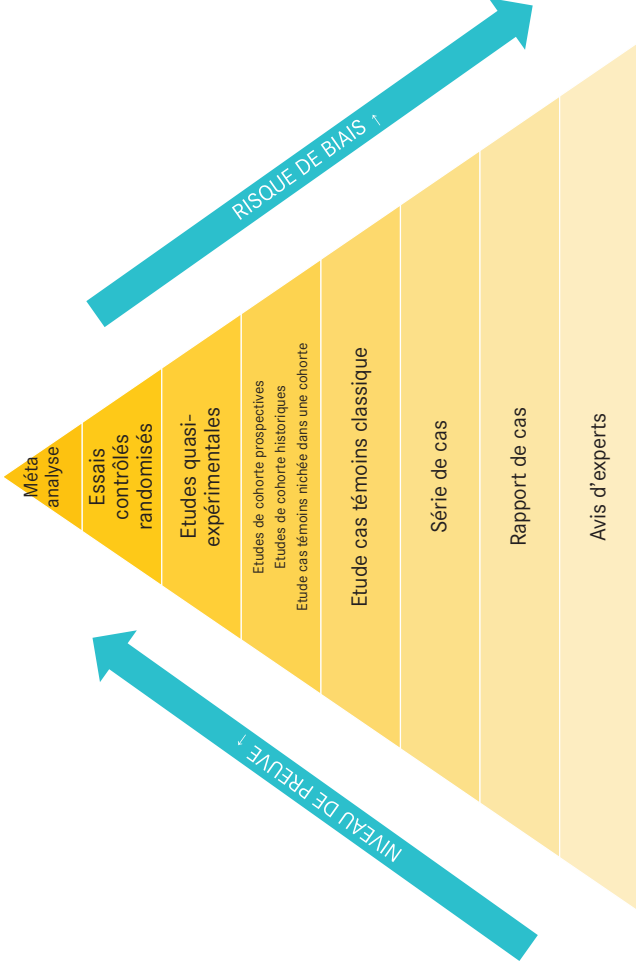 RISQUE DE BIAIS ↑
NIVEAU DE PREUVE ↑
Méta
analyse
Essais
contrôlés
randomisés
Etudes quasi-
expérimentales
Etudes de cohorte prospectives
Etudes de cohorte historiques
Etude cas témoins nichée dans une cohorte
Etude cas témoins classique
Série de cas
Rapport de cas
Avis d'experts